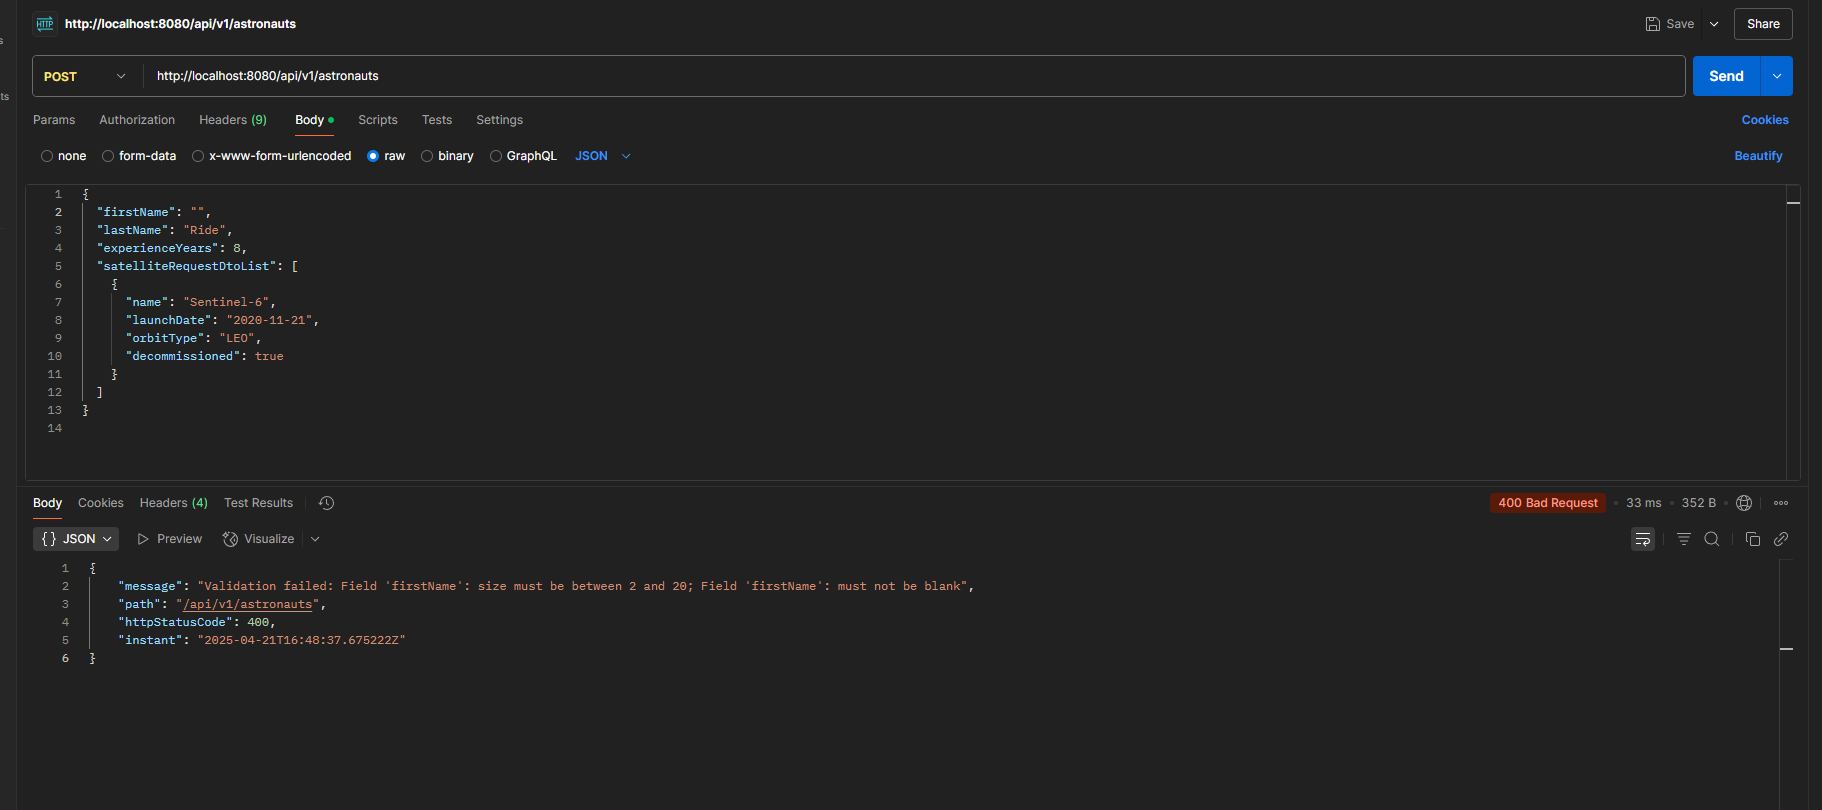 HTTP http://localhost:8080/api/v1/astronauts Save Share
POST http://localhost:8080/api/v1/astronauts Send
ts
Params Authorization Headers (9) Body Scripts Tests Settings Cookies
none form-data x-www-form-urlencoded raw binary GraphQL JSON Beautify
1 {
2 "firstName": "",
3 "lastName": "Ride",
4 "experienceYears": 8,
5 "satelliteRequestDtoList": [
6 {
7 "name": "Sentinel-6",
8 "launchDate": "2020-11-21",
9 "orbitType": "LEO",
10 "decommissioned": true
11 }
12 ]
13 }
14
Body Cookies Headers (4) Test Results 400 Bad Request 33 ms 352 B
{} JSON Preview Visualize
1 {
2 "message": "Validation failed: Field 'firstName': size must be between 2 and 20; Field 'firstName': must not be blank",
3 "path": "/api/v1/astronauts",
4 "httpStatusCode": 400,
5 "instant": "2025-04-21T16:48:37.675222Z"
6 }